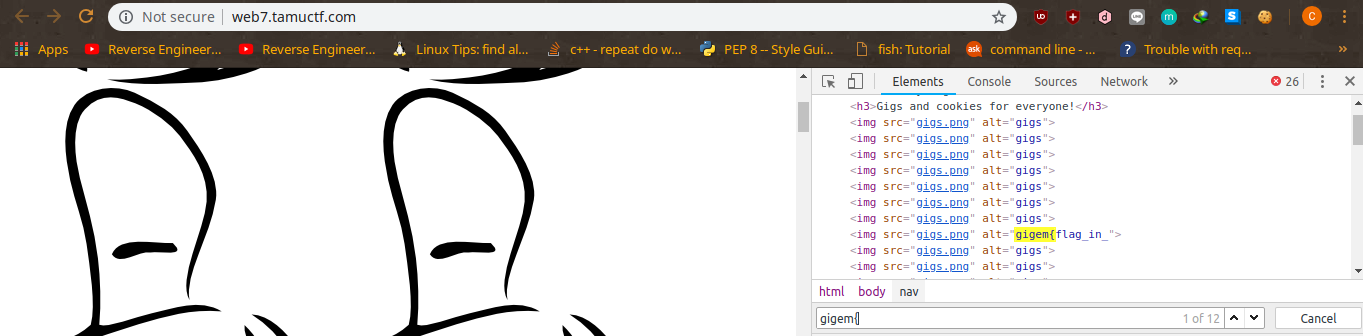 Not secure | web7.tamuctf.com
Apps Reverse Engineer… Reverse Engineer… Linux Tips: find al… c++ - repeat do w… PEP 8 -- Style Gui… fish: Tutorial ask command line - … ? Trouble with req… »
Elements Console Sources Network » 26
<h3>Gigs and cookies for everyone!</h3>
<img src="gigs.png" alt="gigs">
<img src="gigs.png" alt="gigs">
<img src="gigs.png" alt="gigs">
<img src="gigs.png" alt="gigs">
<img src="gigs.png" alt="gigs">
<img src="gigs.png" alt="gigs">
<img src="gigs.png" alt="gigs">
<img src="gigs.png" alt="gigem{flag_in_">
<img src="gigs.png" alt="gigs">
<img src="gigs.png" alt="gigs">
html body nav
gigem{ 1 of 12 Cancel